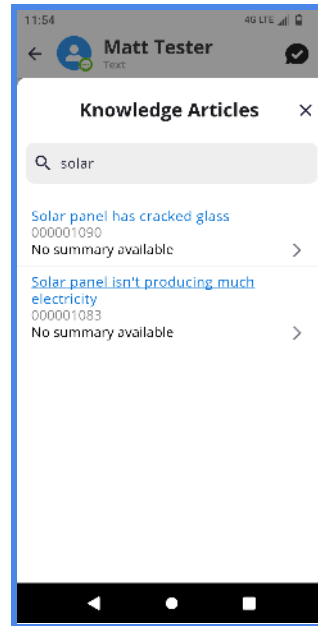 11:54
4G LTE
Matt Tester
Text
Knowledge Articles
solar
Solar panel has cracked glass
000001090
No summary available
Solar panel isn't producing much
electricity
000001083
No summary available